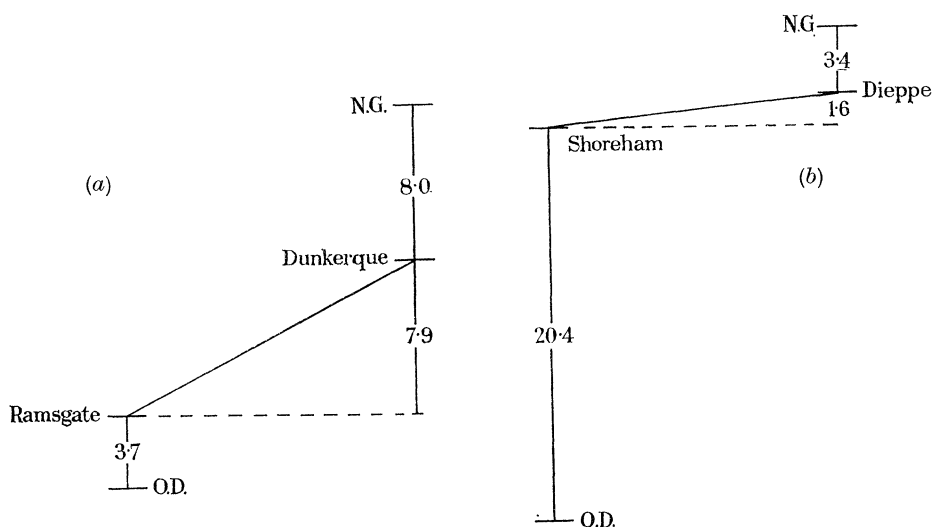 (a)
N.G.
8·0
Dunkerque
7·9
Ramsgate
3·7
O.D.
N.G.
3·4
Dieppe
1·6
Shoreham
(b)
20·4
O.D.